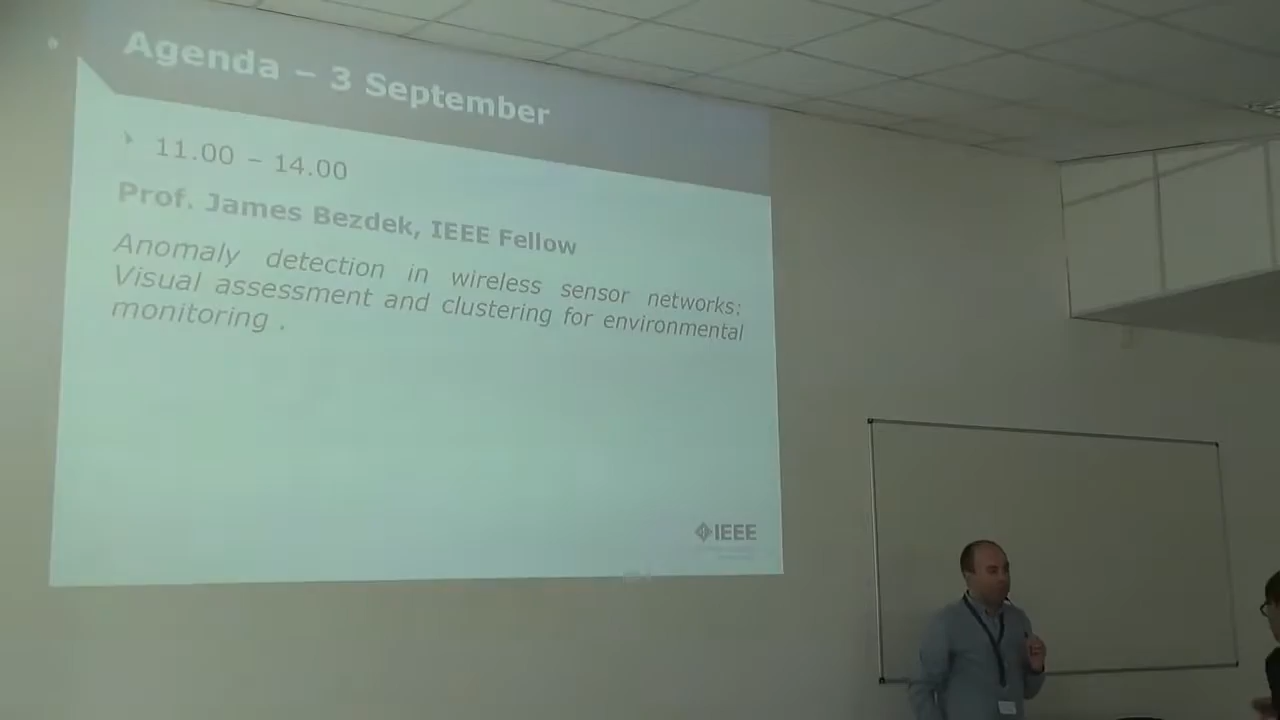 Agenda – 3 September
11.00 – 14.00
Prof. James Bezdek, IEEE Fellow
Anomaly detection in wireless sensor networks:
Visual assessment and clustering for environmental
monitoring .
IEEE